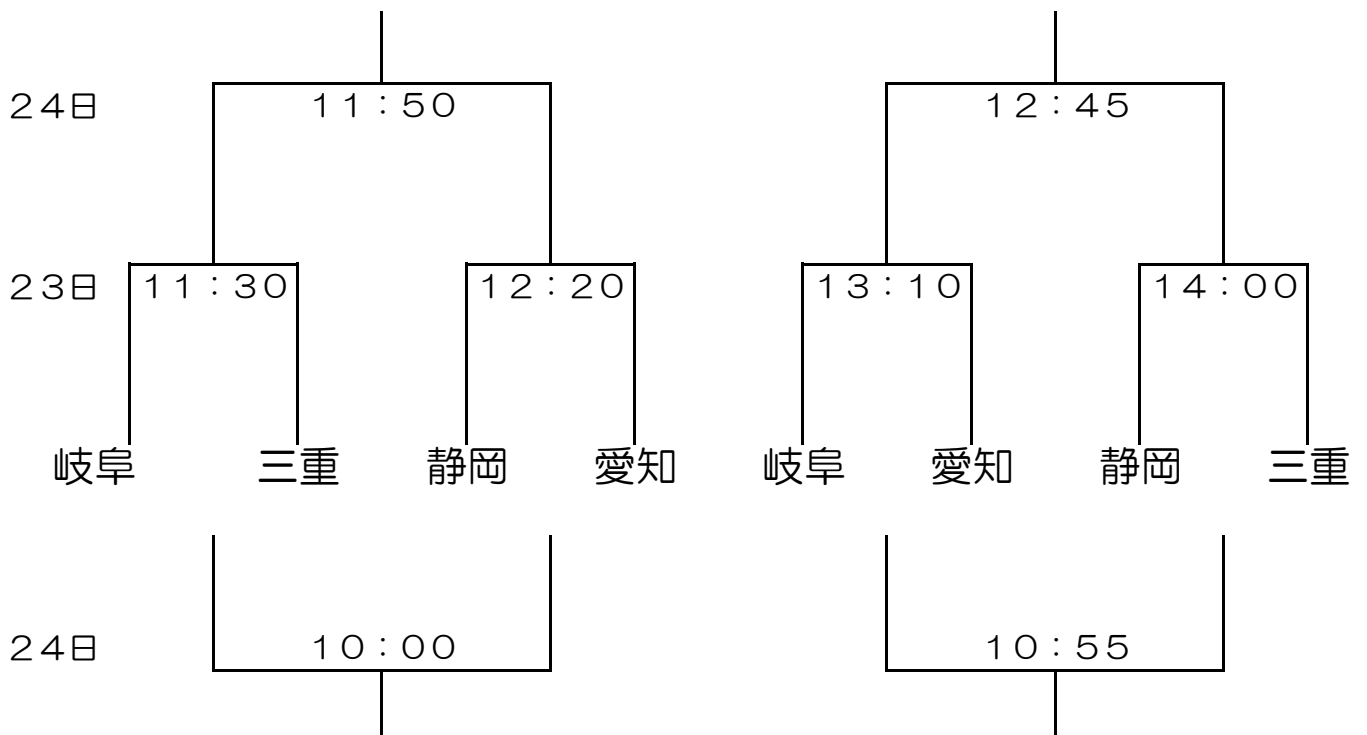 24日 11:50 12:45
23日 11:30 12:20 13:10 14:00
岐阜 三重 静岡 愛知 岐阜 愛知 静岡 三重
24日 10:00 10:55